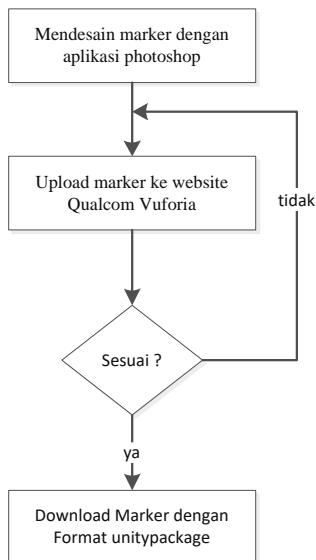 Mendesain marker dengan
aplikasi photoshop
Upload marker ke website
Qualcom Vuforia
tidak
Sesuai ?
ya
Download Marker dengan
Format unitypackage